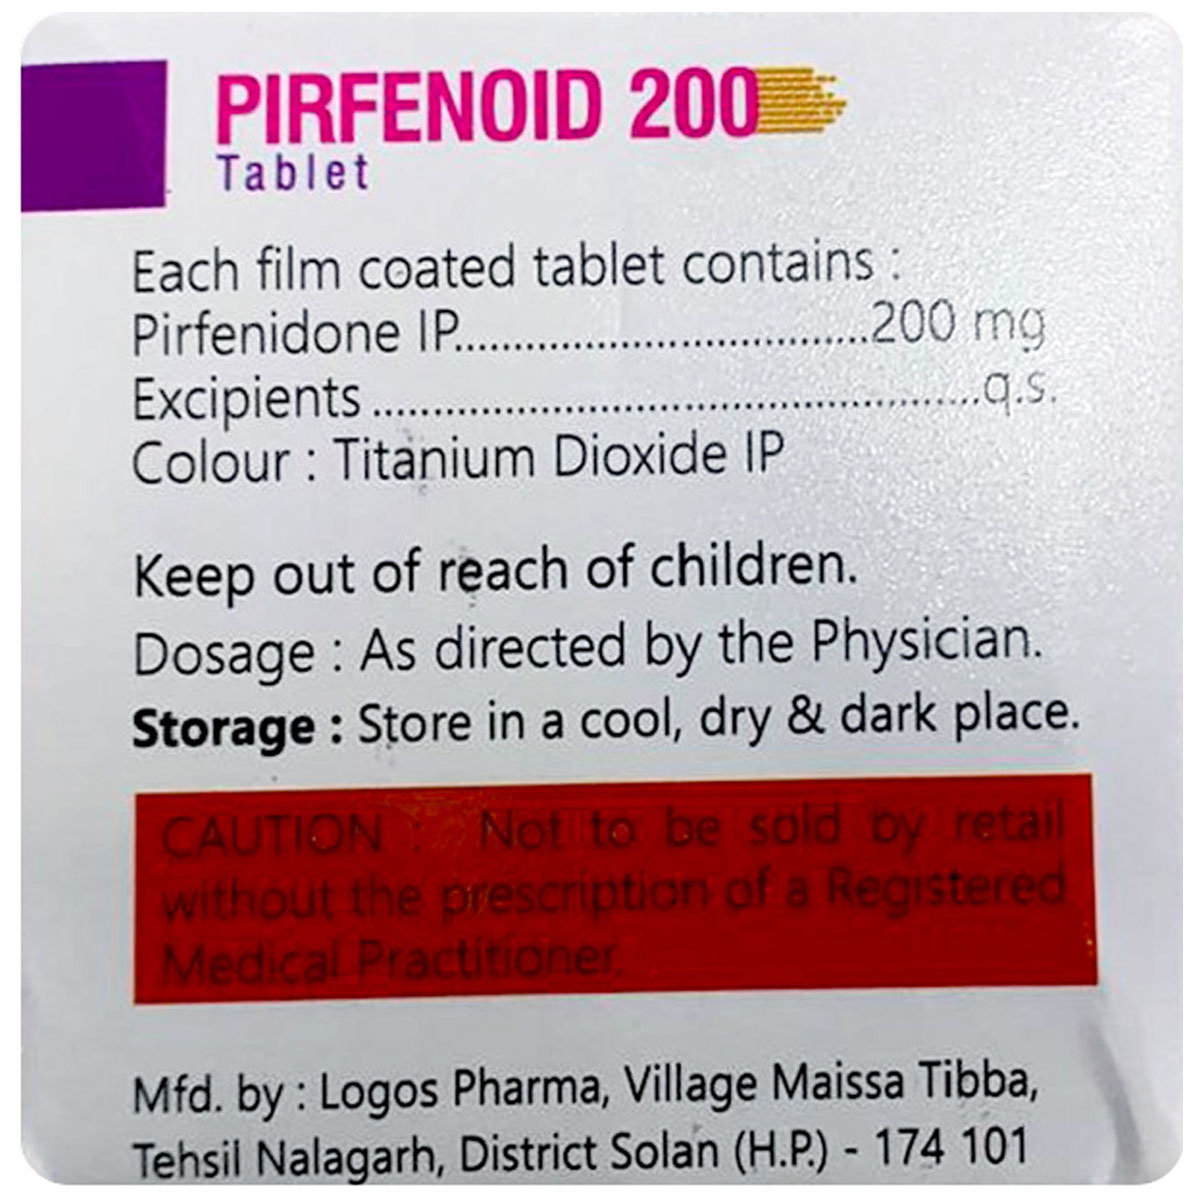 PIRFENOID 200
Tablet
Each film coated tablet contains :
Pirfenidone IP...................................200 mg
Excipients ..................................................q.s.
Colour : Titanium Dioxide IP
Keep out of reach of children.
Dosage : As directed by the Physician.
Storage : Store in a cool, dry & dark place.
CAUTION : Not to be sold by retail
without the prescription of a Registered
Medical Practitioner.
Mfd. by : Logos Pharma, Village Maissa Tibba,
Tehsil Nalagarh, District Solan (H.P.) - 174 101